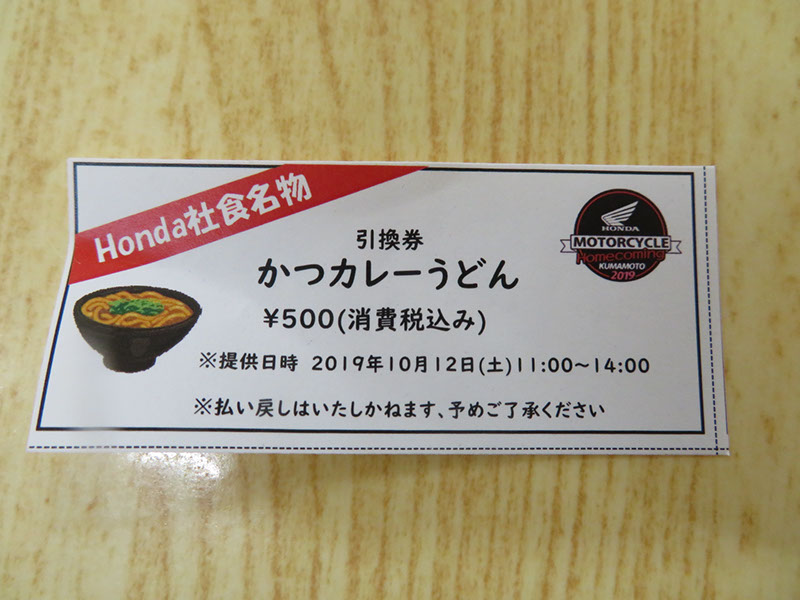 Honda社食名物
引換券
かつカレーうどん
¥500(消費税込み)
※提供日時 2019年10月12日(土)11:00～14:00
※払い戻しはいたしかねます、予めご了承ください
HONDA
MOTORCYCLE
Homecoming
KUMAMOTO
2019